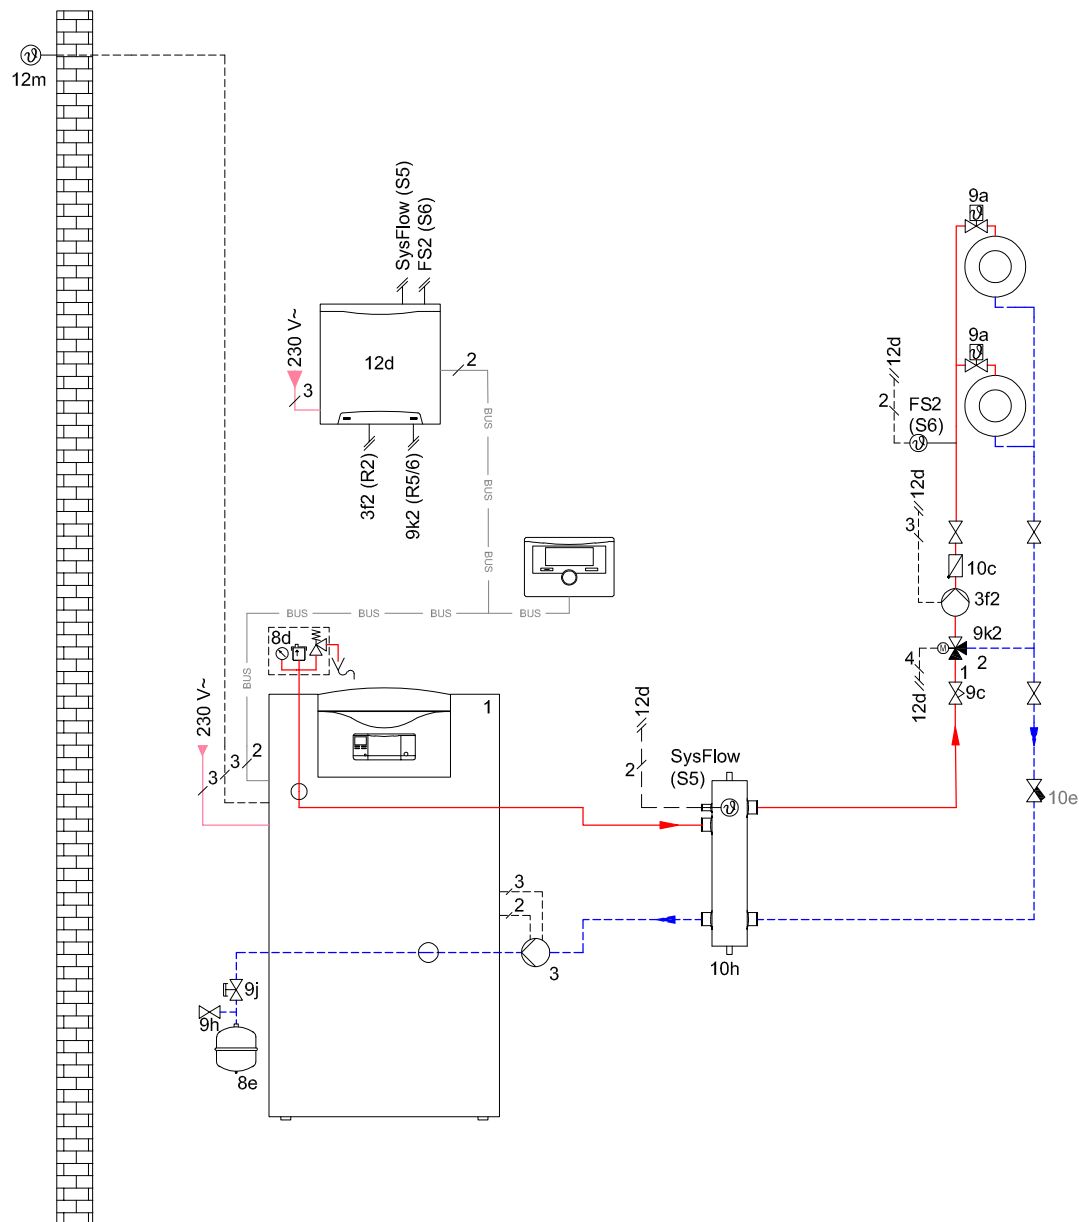 12m
SysFlow (S5)
FS2 (S6)
230 V~
3
12d
2
3f2 (R2)
9k2 (R5/6)
BUS
BUS
BUS
BUS
BUS
BUS
BUS
BUS
8d
230 V~
3
3
2
1
3
2
3
9j
9h
8e
12d
2
SysFlow
(S5)
10h
9a
9a
12d
2
FS2
(S6)
12d
3
10c
3f2
9k2
M
4
12d
1
2
9c
10e